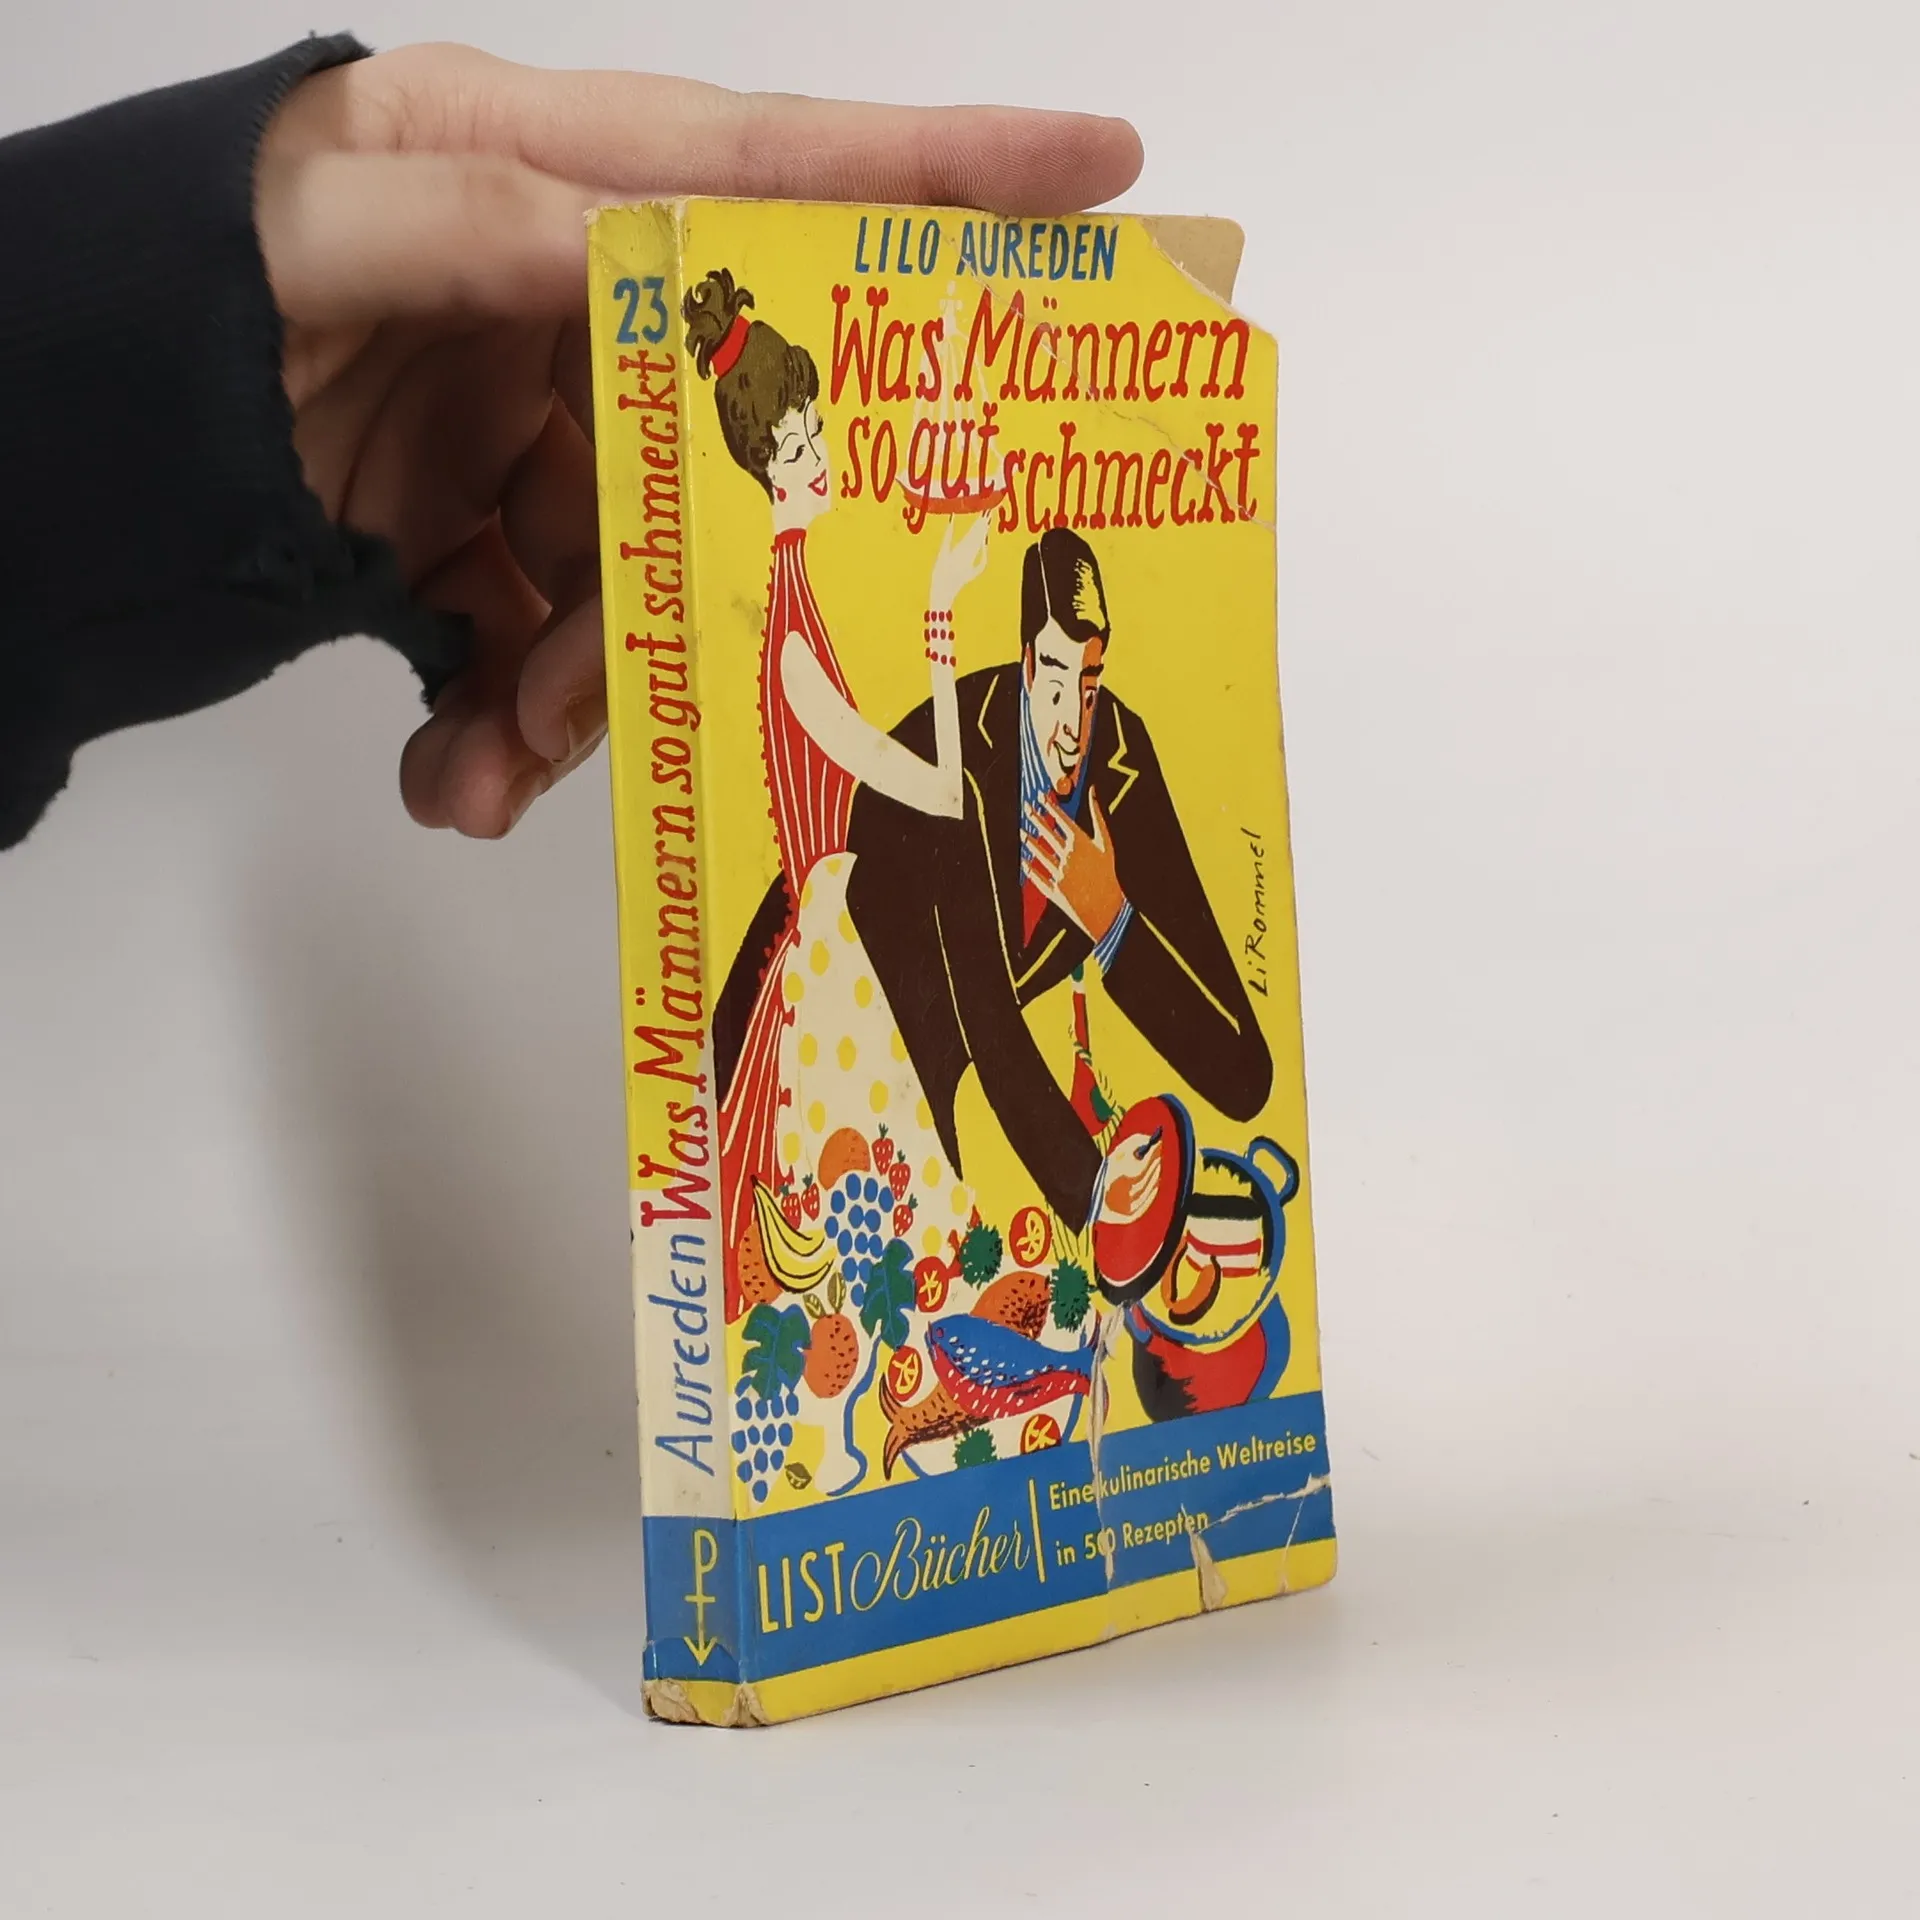 LILO AUREDEN
Was Männern
so gut schmeckt
Li Rommel
LIST Bücher
Eine kulinarische Weltreise
in 500 Rezepten
23
Aureden Was Männern so gut schmeckt
P